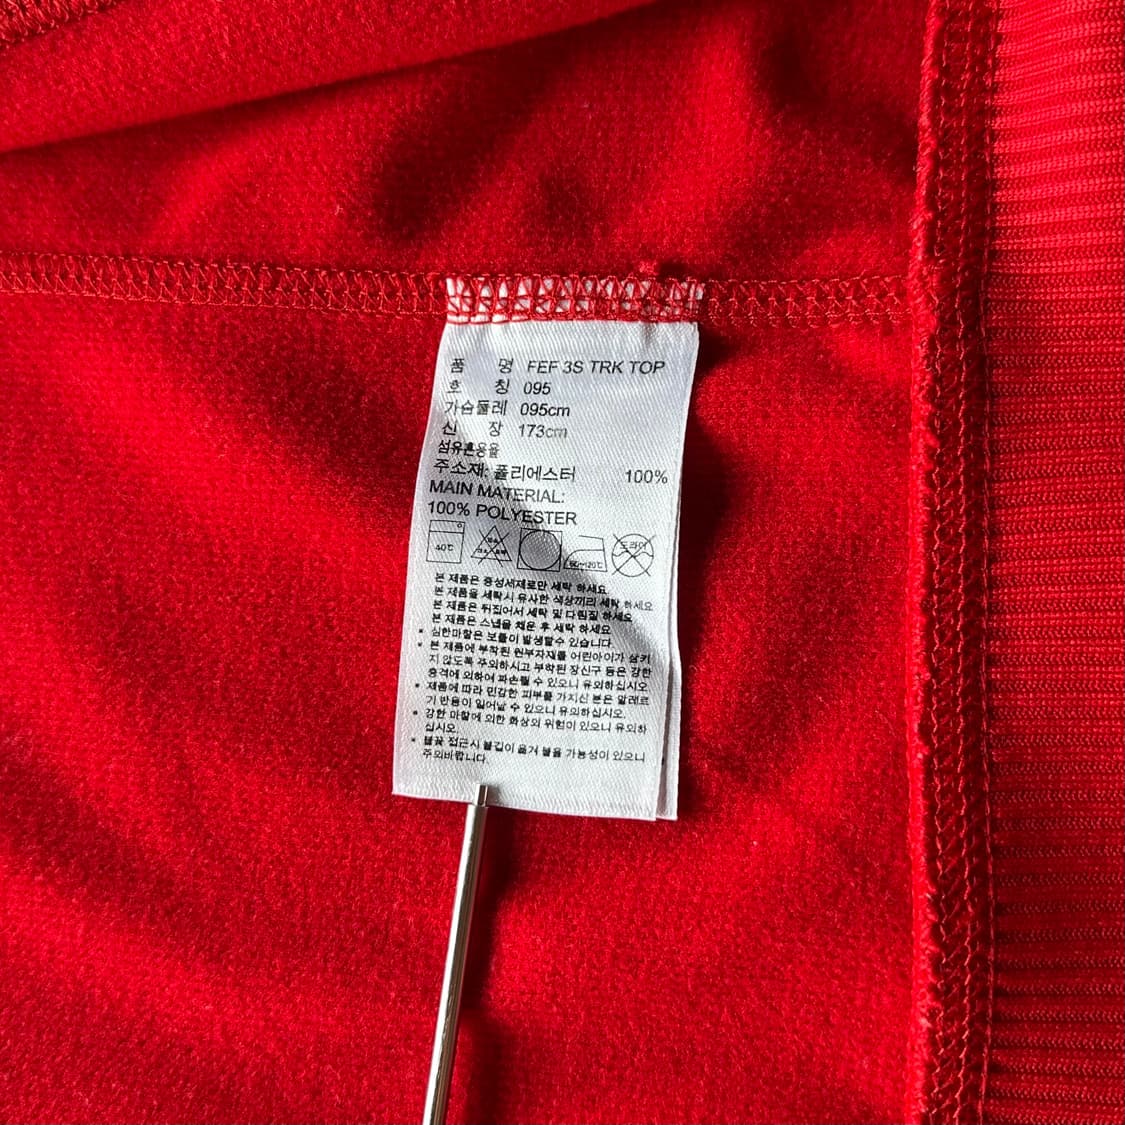 품 명 FEF 3S TRK TOP
호 칭 095
가슴둘레 095cm
신 장 173cm
섬유혼용율
주소재: 폴리에스터 100%
MAIN MATERIAL:
100% POLYESTER
40℃ 80~120℃ 드라이
본 제품은 중성세제로만 세탁 하세요
본 제품을 세탁시 유사한 색상끼리 세탁 하세요
본 제품은 뒤집어서 세탁 및 다림질 하세요
본 제품은 스냅을 채운 후 세탁 하세요
* 심한마찰은 보풀이 발생할수 있습니다.
* 본 제품에 부착된 원부자재를 어린아이가 삼키
지 않도록 주의하시고 부착된 장신구 등은 강한
충격에 의하여 파손될 수 있으니 유의하십시오
* 제품에 따라 민감한 피부를 가지신 분은 알레르
기 반응이 일어날 수 있으니 유의하십시오.
* 강한 마찰에 의한 화상의 위험이 있으니 유의하
십시오.
* 불꽃 접근시 불길이 옮겨 붙을 가능성이 있으니
주의바랍니다.